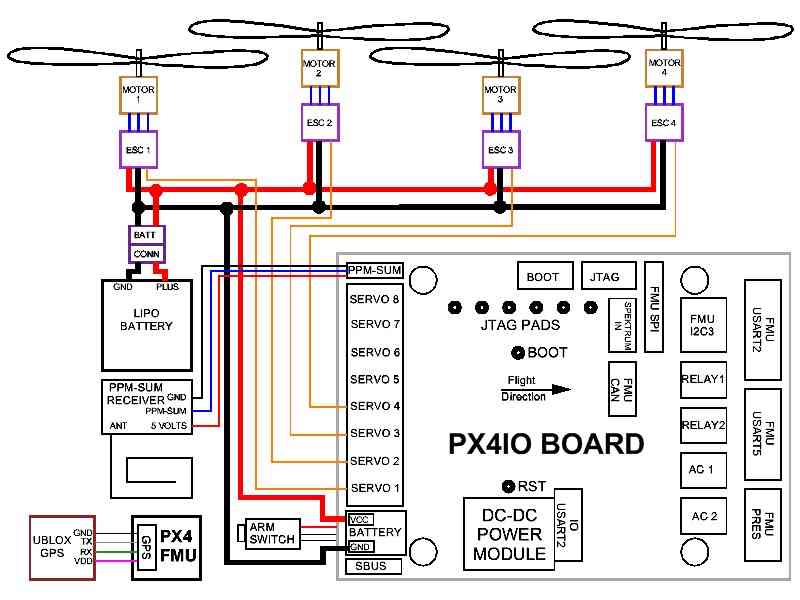 MOTOR
1
MOTOR
2
MOTOR
3
MOTOR
4
ESC 1
ESC 2
ESC 3
ESC 4
BATT
CONN
GND PLUS
LIPO
BATTERY
PPM-SUM
RECEIVER
GND
PPM-SUM
ANT 5 VOLTS
UBLOX
GPS
GND
TX
RX
VDD
GPS
PX4
FMU
ARM
SWITCH
PPM-SUM
SERVO 8
SERVO 7
SERVO 6
SERVO 5
SERVO 4
SERVO 3
SERVO 2
SERVO 1
VCC
BATTERY
GND
SBUS
BOOT
JTAG
JTAG PADS
BOOT
Flight
Direction
PX4IO BOARD
RST
DC-DC
POWER
MODULE
IO
USART2
SPEKTRUM
IN
FMU SPI
FMU
CAN
FMU
I2C3
RELAY1
RELAY2
AC 1
AC 2
FMU
USART2
FMU
USART5
FMU
PRES